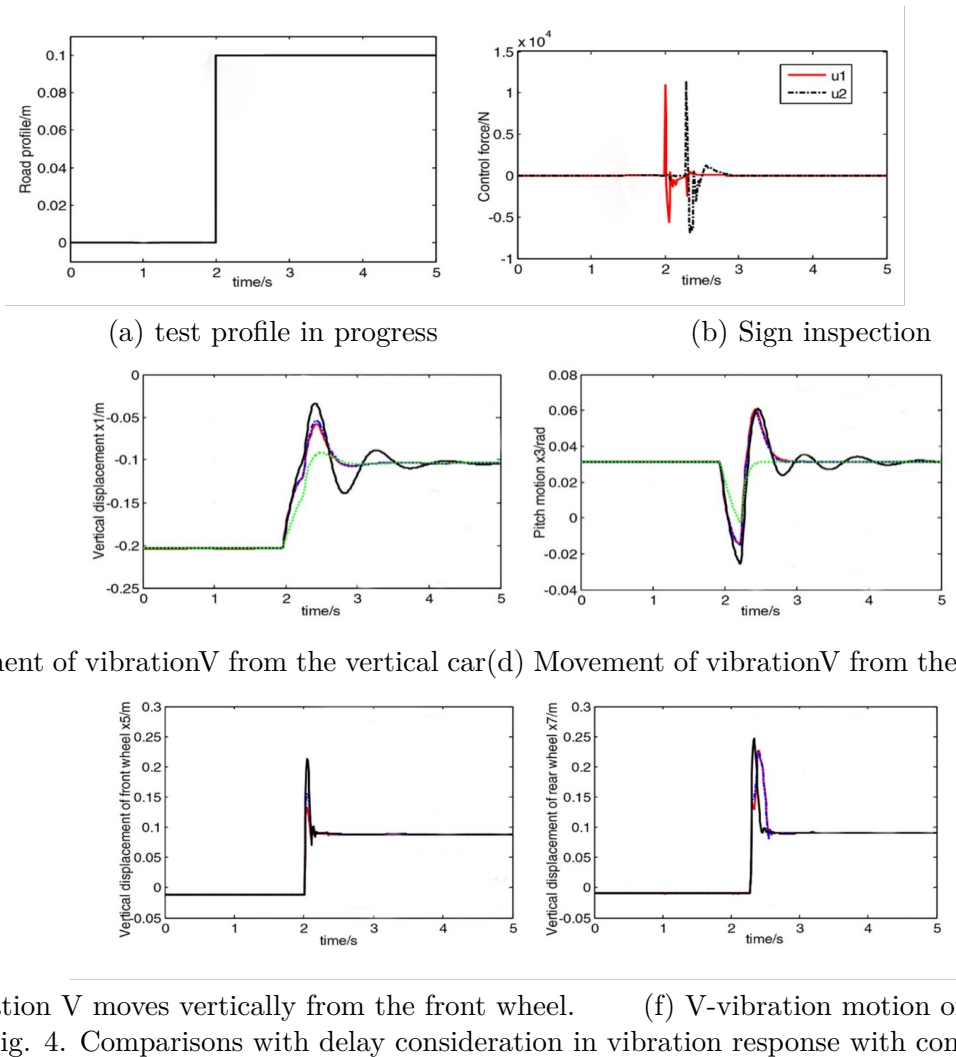 Road profile/m
0.1
0.08
0.06
0.04
0.02
0
0 1 2 3 4 5
time/s
× 10⁴
Control force/N
1.5
1
0.5
0
-0.5
-1
u1
u2
0 1 2 3 4 5
time/s
(a) test profile in progress (b) Sign inspection
Vertical displacement x1/m
0
-0.05
-0.1
-0.15
-0.2
-0.25
0 1 2 3 4 5
time/s
Pitch motion x3/rad
0.08
0.06
0.04
0.02
0
-0.02
-0.04
0 1 2 3 4 5
time/s
of vibrationV from the vertical car(d) Movement of vibrationV from the
Vertical displacement of front wheel x5/m
0.3
0.25
0.2
0.15
0.1
0.05
0
-0.05
0 1 2 3 4 5
time/s
Vertical displacement of rear wheel x7/m
0.3
0.25
0.2
0.15
0.1
0.05
0
-0.05
0 1 2 3 4 5
time/s
V moves vertically from the front wheel. (f) V-vibration motion
4. Comparisons with delay consideration in vibration response with